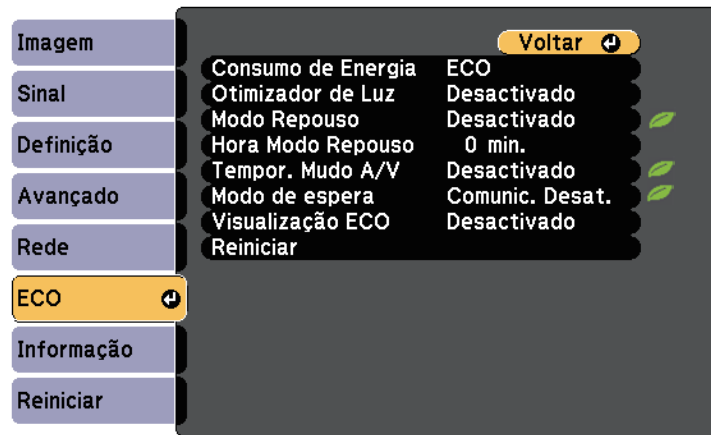 Imagem
Sinal
Definição
Avançado
Rede
ECO
Informação
Reiniciar
Voltar
Consumo de Energia ECO
Otimizador de Luz Desactivado
Modo Repouso Desactivado
Hora Modo Repouso 0 min.
Tempor. Mudo A/V Desactivado
Modo de espera Comunic. Desat.
Visualização ECO Desactivado
Reiniciar